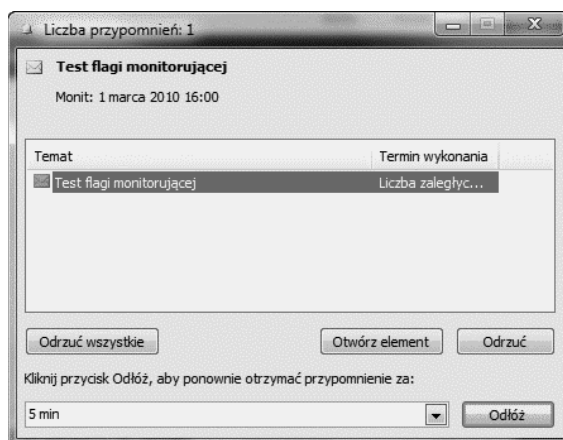 Liczba przypomnień: 1
Test flagi monitorującej
Monit: 1 marca 2010 16:00
Temat Termin wykonania
Test flagi monitorującej Liczba zaległyc...
Odrzuć wszystkie Otwórz element Odrzuć
Kliknij przycisk Odłóż, aby ponownie otrzymać przypomnienie za:
5 min Odłóż